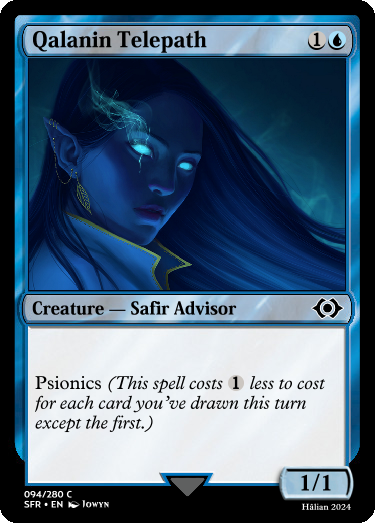 Qalanin Telepath 1
Creature — Safir Advisor
Psionics (This spell costs 1 less to cost
for each card you've drawn this turn
except the first.)
1/1
094/280 C
SFR • EN Jowyn
Hālian 2024